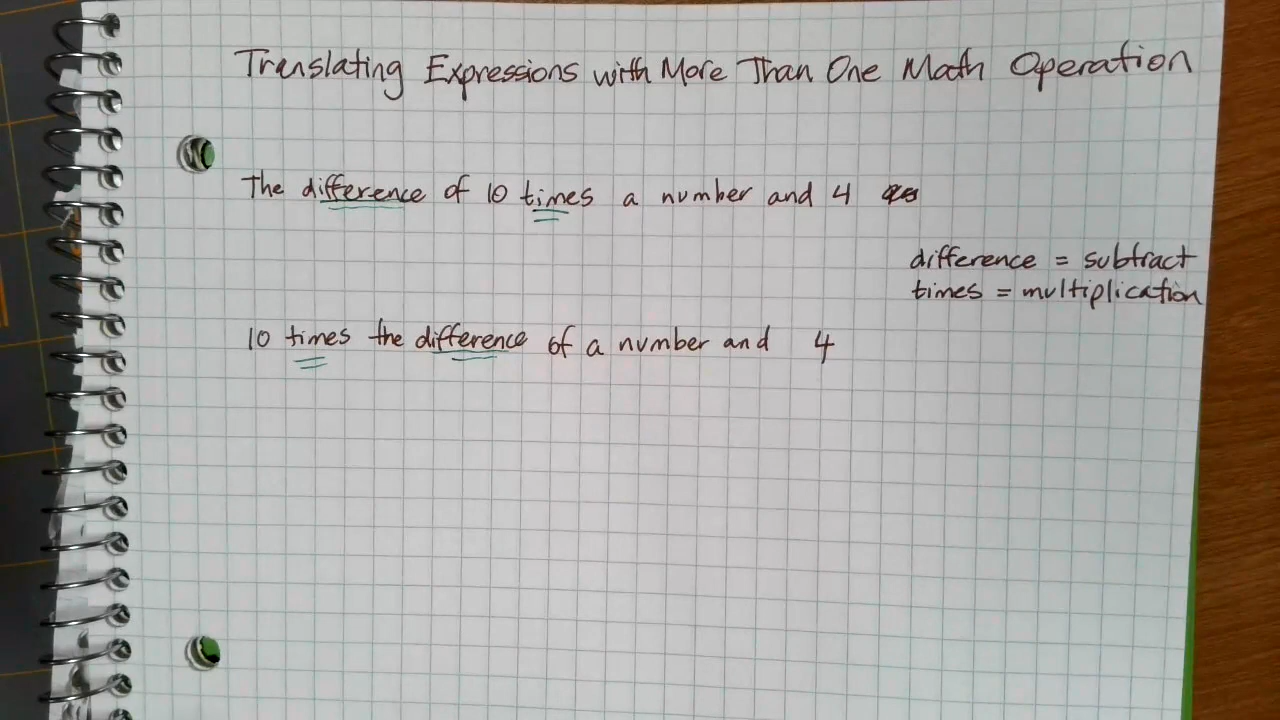 Translating Expressions with More Than One Math Operation
The difference of 10 times a number and 4
difference = subtract
times = multiplication
10 times the difference of a number and 4